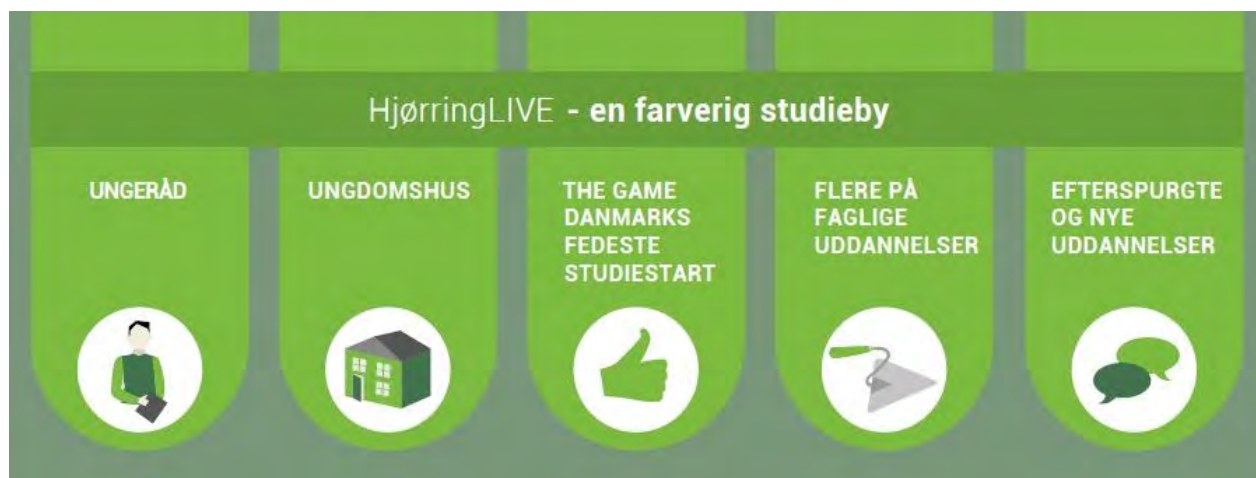 HjørringLIVE - en farverig studieby
UNGERÅD
UNGDOMSHUS
THE GAME
DANMARKS
FEDESTE
STUDIESTART
FLERE PÅ
FAGLIGE
UDDANNELSER
EFTERSPURGTE
OG NYE
UDDANNELSER